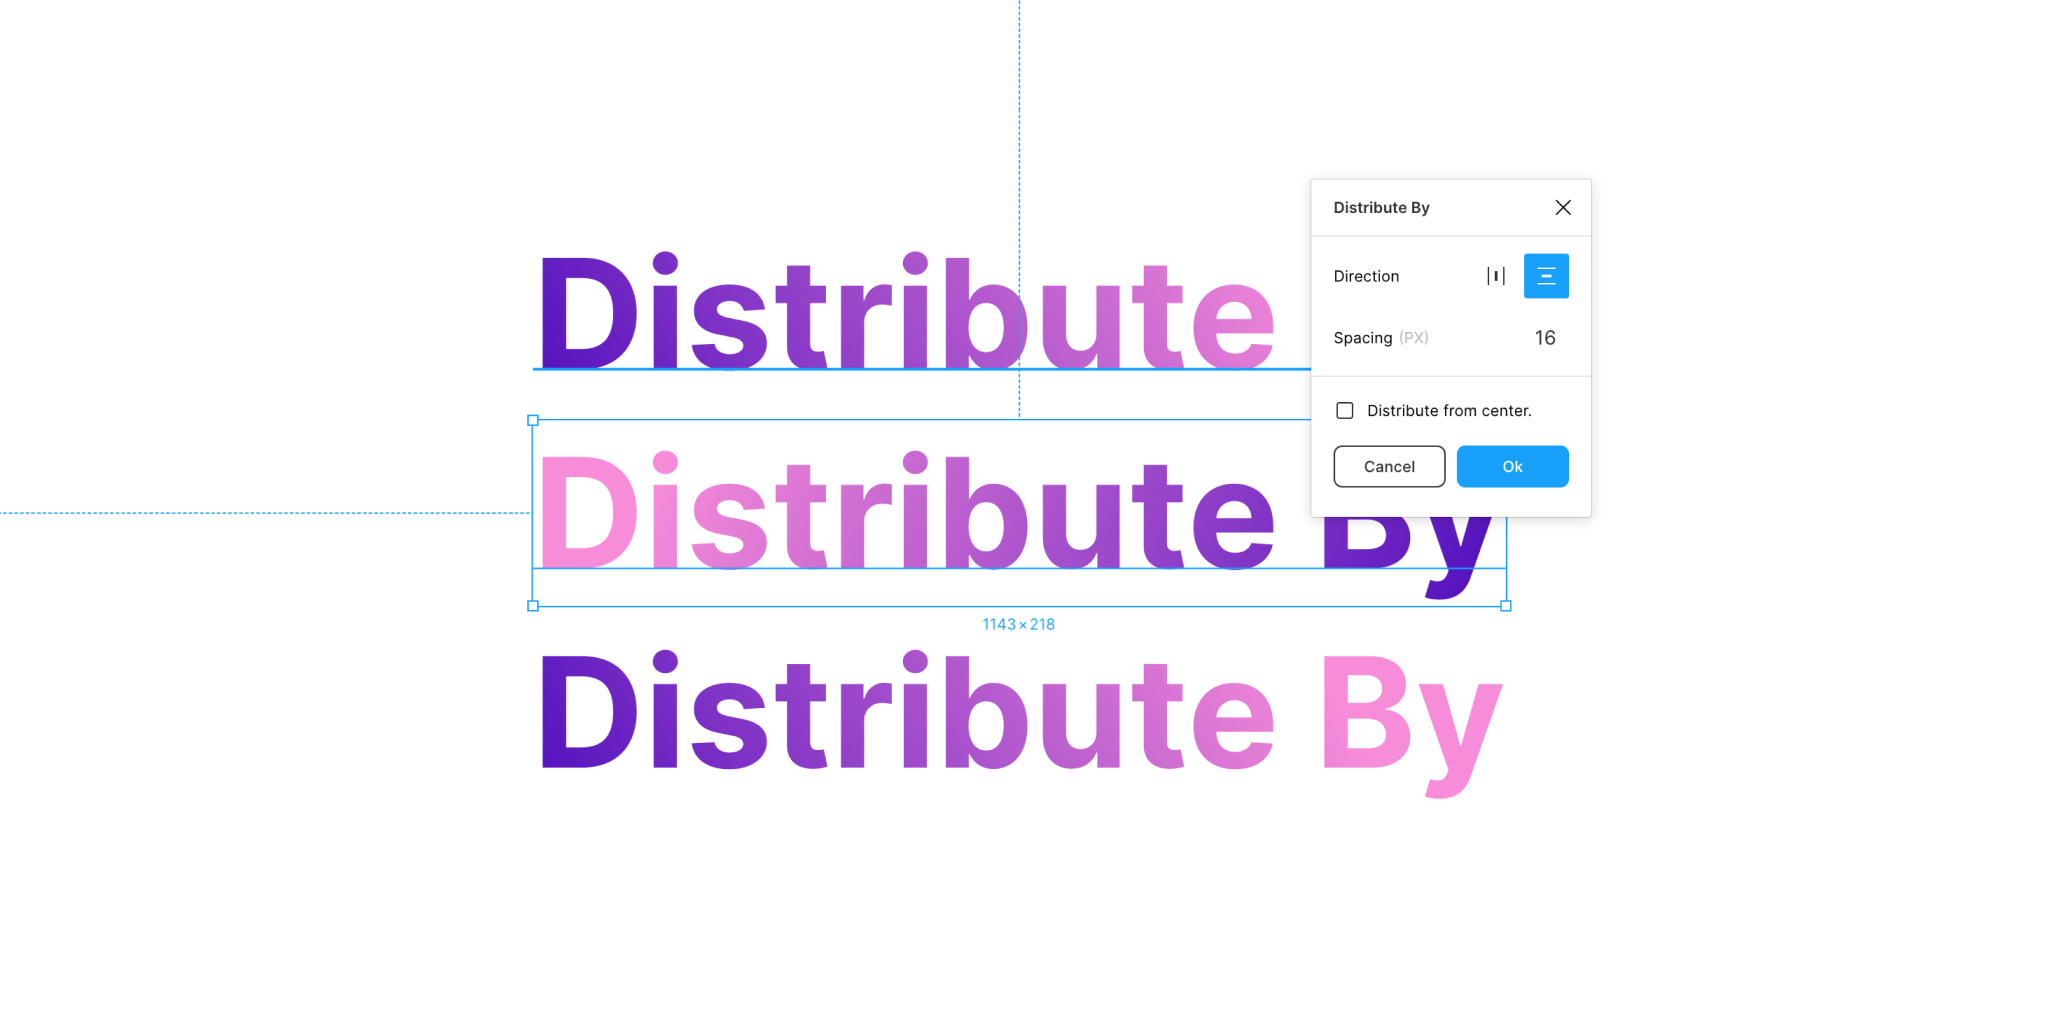 Distribute
Distribute By
Direction
Spacing (PX) 16
Distribute from center.
Cancel Ok
Distribute By
1143×218
Distribute By